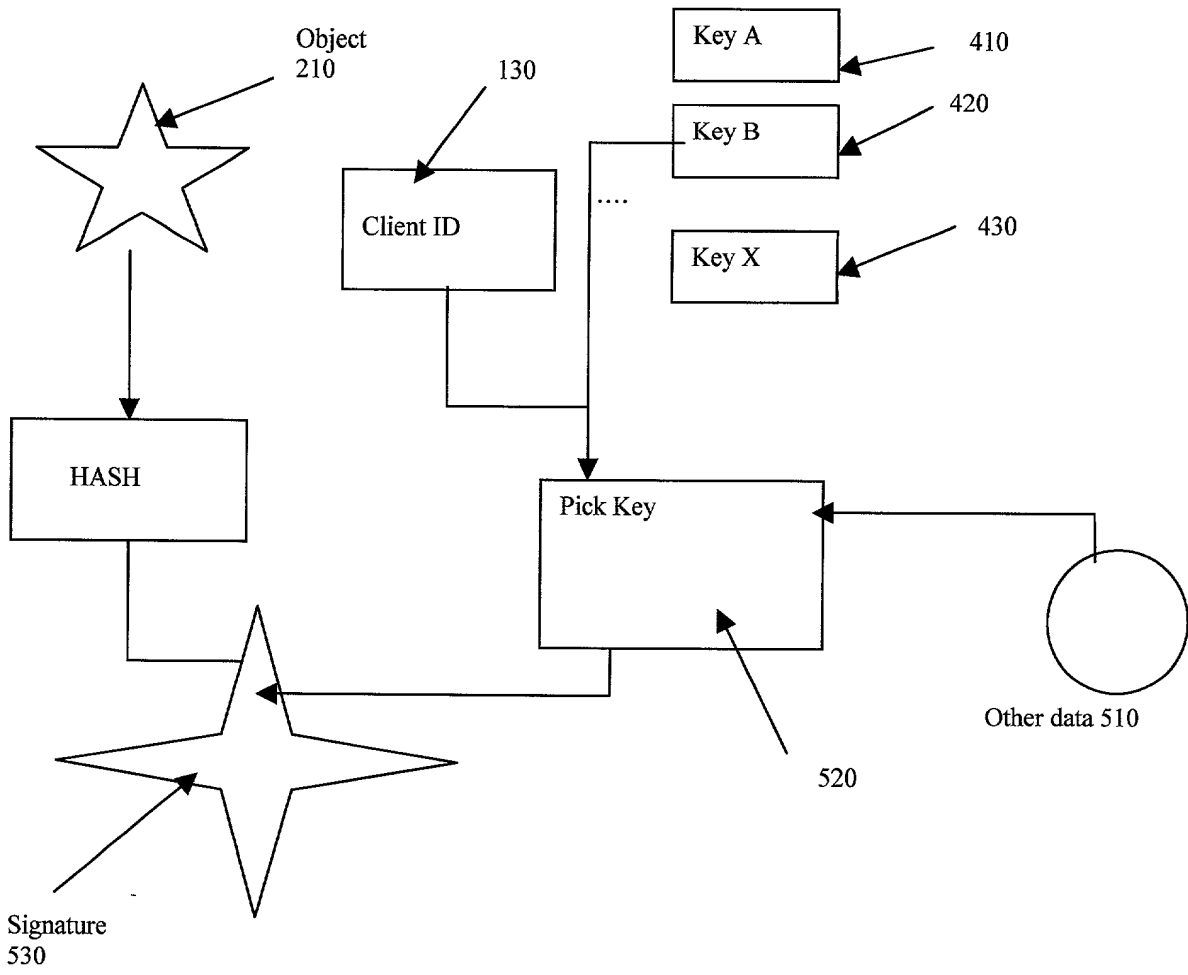 Object
210
130
Key A
410
420
Key B
....
Client ID
Key X
430
HASH
Pick Key
Other data 510
520
Signature
530